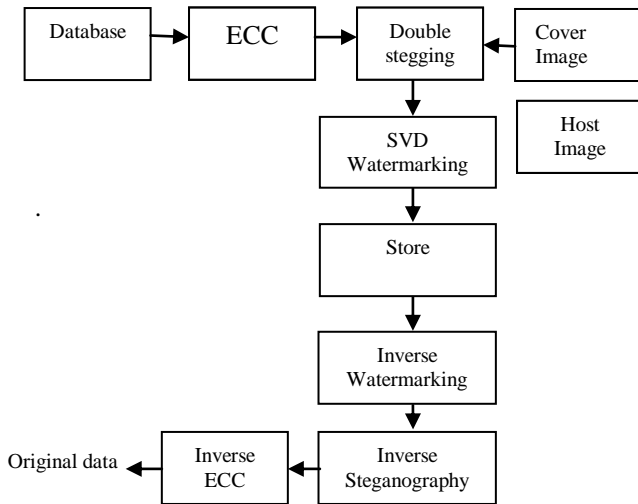 Database
ECC
Double
stegging
Cover
Image
Host
Image
SVD
Watermarking
.
Store
Inverse
Watermarking
Original data
Inverse
ECC
Inverse
Steganography